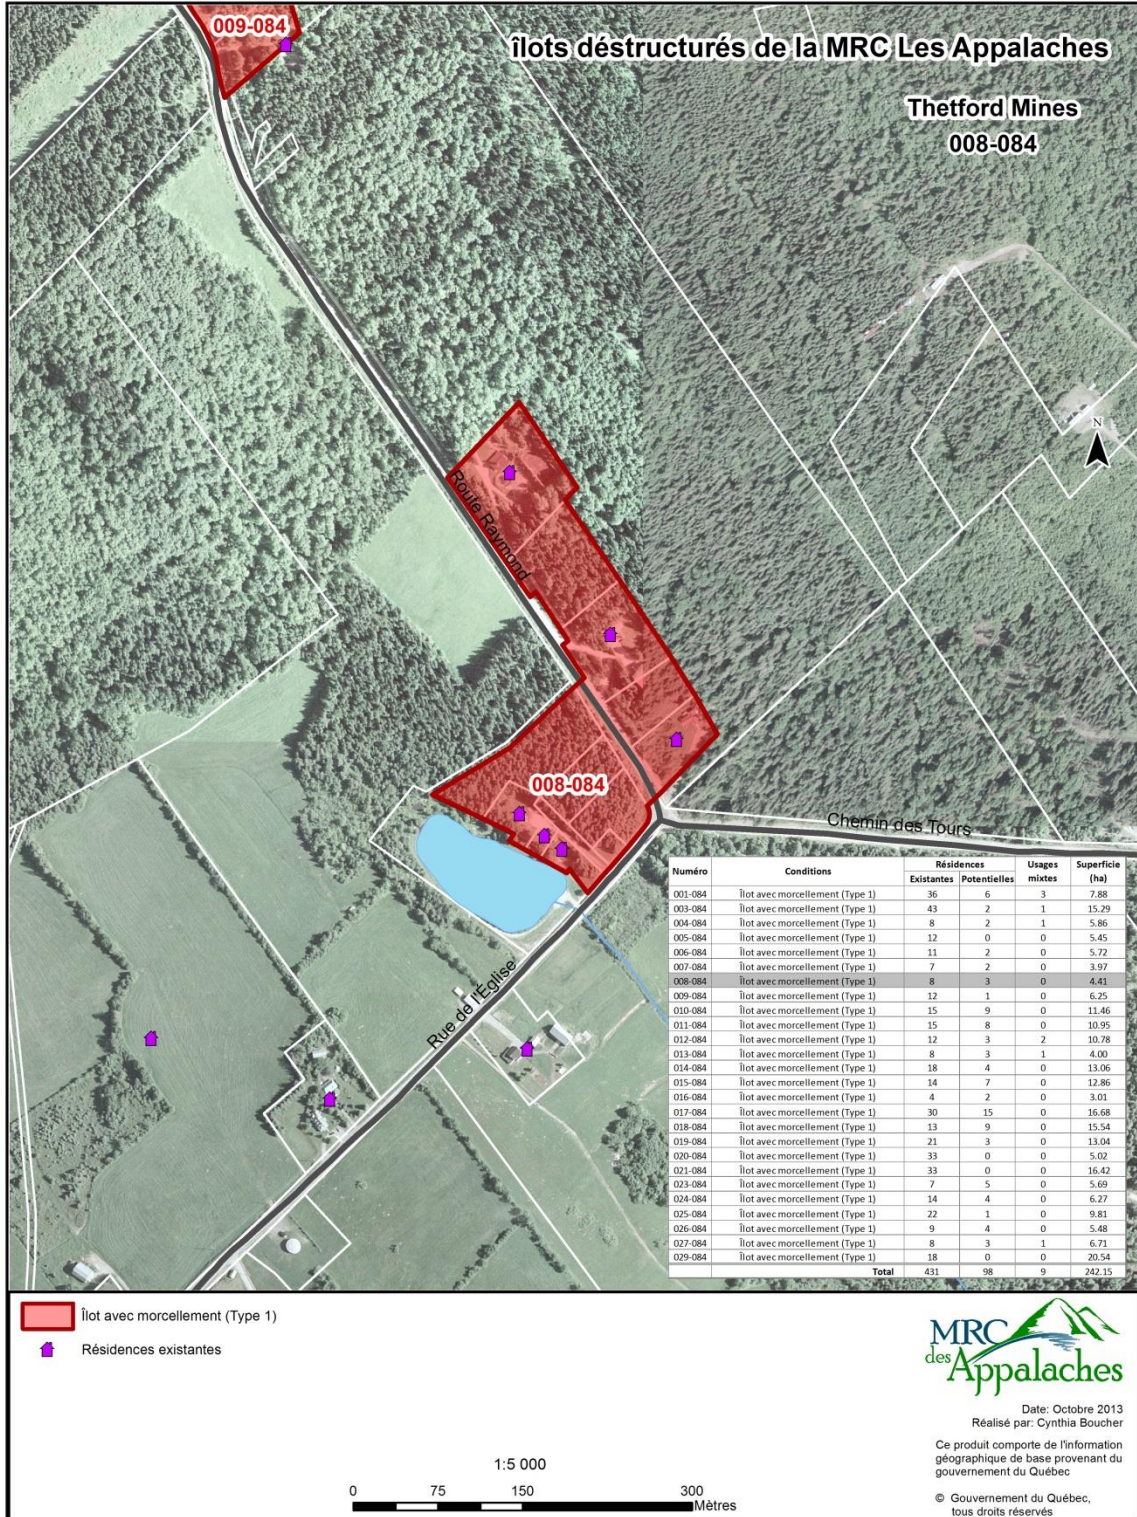 009-084
îlots déstructurés de la MRC Les Appalaches
Thetford Mines
008-084
N
Route Raymond
008-084
Chemin des Tours
Rue de l'Église
Numéro Conditions Résidences Usages mixtes Superficie (ha)
Existantes Potentielles
001-084 Îlot avec morcellement (Type 1) 36 6 3 7.88
003-084 Îlot avec morcellement (Type 1) 43 2 1 15.29
004-084 Îlot avec morcellement (Type 1) 8 2 1 5.86
005-084 Îlot avec morcellement (Type 1) 12 0 0 5.45
006-084 Îlot avec morcellement (Type 1) 11 2 0 5.72
007-084 Îlot avec morcellement (Type 1) 7 2 0 3.97
008-084 Îlot avec morcellement (Type 1) 8 3 0 4.41
009-084 Îlot avec morcellement (Type 1) 12 1 0 6.25
010-084 Îlot avec morcellement (Type 1) 15 9 0 11.46
011-084 Îlot avec morcellement (Type 1) 15 8 0 10.95
012-084 Îlot avec morcellement (Type 1) 12 3 2 10.78
013-084 Îlot avec morcellement (Type 1) 8 3 1 4.00
014-084 Îlot avec morcellement (Type 1) 18 4 0 13.06
015-084 Îlot avec morcellement (Type 1) 14 7 0 12.86
016-084 Îlot avec morcellement (Type 1) 4 2 0 3.01
017-084 Îlot avec morcellement (Type 1) 30 15 0 16.68
018-084 Îlot avec morcellement (Type 1) 13 9 0 15.54
019-084 Îlot avec morcellement (Type 1) 21 3 0 13.04
020-084 Îlot avec morcellement (Type 1) 33 0 0 5.02
021-084 Îlot avec morcellement (Type 1) 33 0 0 16.42
023-084 Îlot avec morcellement (Type 1) 7 5 0 5.69
024-084 Îlot avec morcellement (Type 1) 14 4 0 6.27
025-084 Îlot avec morcellement (Type 1) 22 1 0 9.81
026-084 Îlot avec morcellement (Type 1) 9 4 0 5.48
027-084 Îlot avec morcellement (Type 1) 8 3 1 6.71
029-084 Îlot avec morcellement (Type 1) 18 0 0 20.54
Total 431 98 9 242.15
Îlot avec morcellement (Type 1)
Résidences existantes
1:5 000
0 75 150 300
Mètres
MRC
des Appalaches
Date: Octobre 2013
Réalisé par: Cynthia Boucher
Ce produit comporte de l'information
géographique de base provenant du
gouvernement du Québec
© Gouvernement du Québec,
tous droits réservés